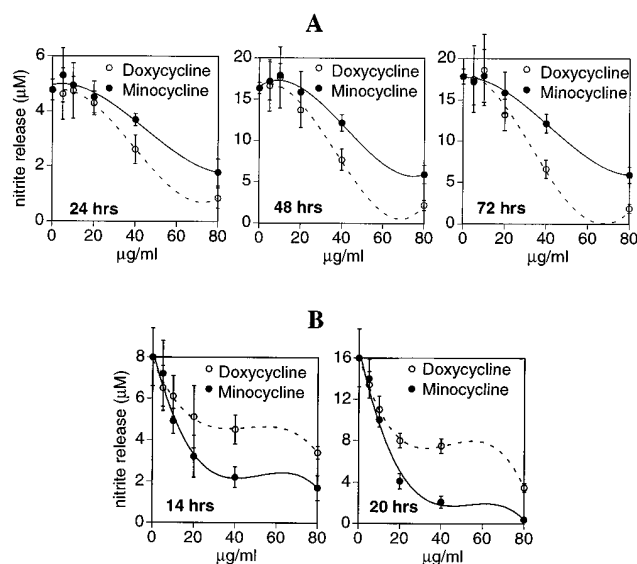 A
6
4
2
0
nitrite release (μM)
Doxycycline
Minocycline
24 hrs
0 20 40 60 80
μg/ml
20
15
10
5
0
Doxycycline
Minocycline
48 hrs
0 20 40 60 80
μg/ml
20
15
10
5
0
Doxycycline
Minocycline
72 hrs
0 20 40 60 80
μg/ml
B
8
6
4
2
0
nitrite release (μM)
Doxycycline
Minocycline
14 hrs
0 20 40 60 80
μg/ml
16
12
8
4
0
Doxycycline
Minocycline
20 hrs
0 20 40 60 80
μg/ml